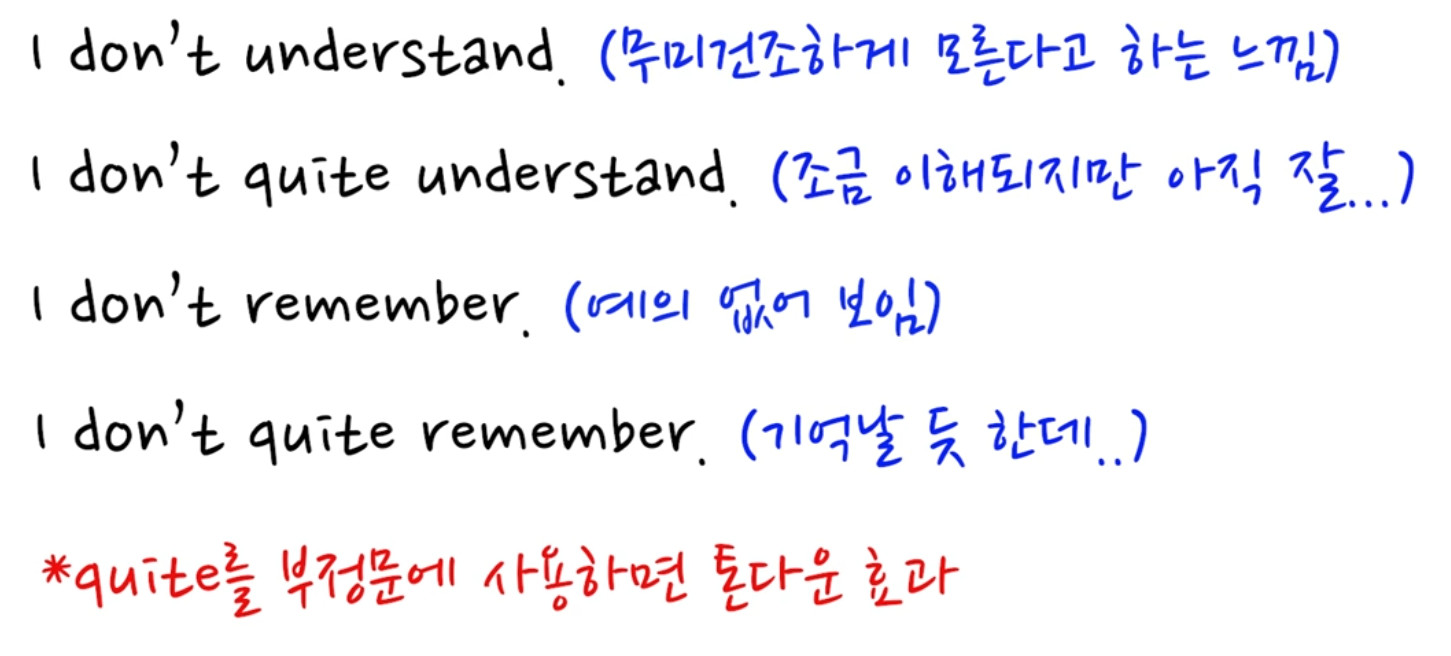 I don't understand. (무미건조하게 모른다고 하는 느낌)
I don't quite understand. (조금 이해되지만 아직 잘...)
I don't remember. (예의 없어 보임)
I don't quite remember. (기억날 듯 한데..)
*quite를 부정문에 사용하면 톤다운 효과